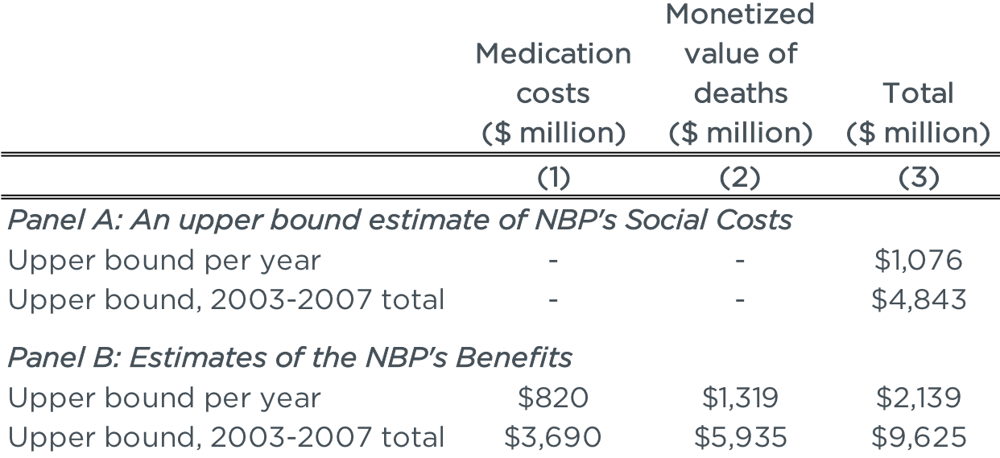 Monetized
Medication value of
costs deaths Total
($ million) ($ million) ($ million)
(1) (2) (3)
Panel A: An upper bound estimate of NBP's Social Costs
Upper bound per year - - $1,076
Upper bound, 2003-2007 total - - $4,843
Panel B: Estimates of the NBP's Benefits
Upper bound per year $820 $1,319 $2,139
Upper bound, 2003-2007 total $3,690 $5,935 $9,625